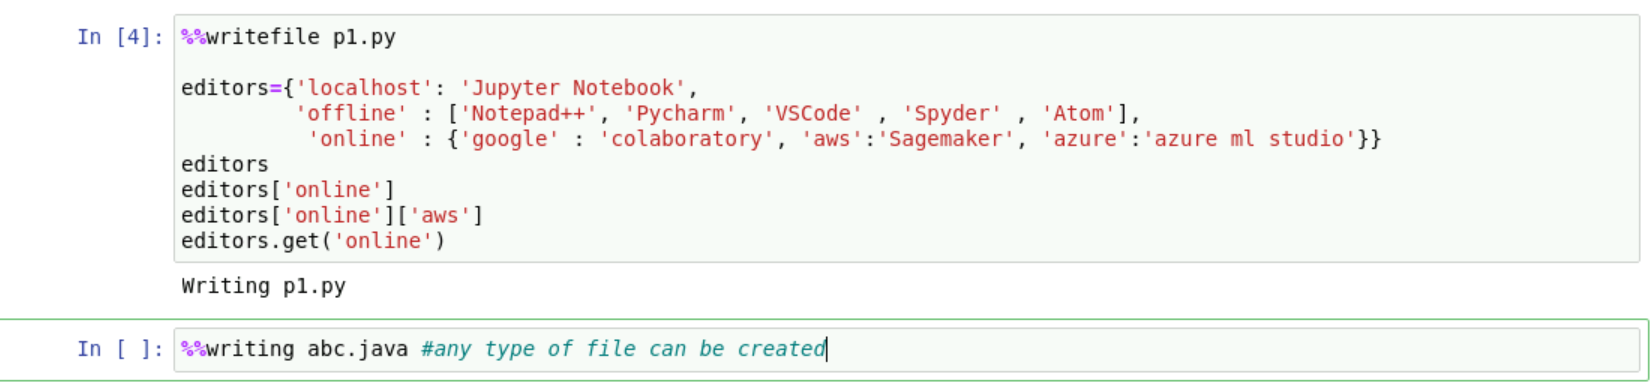 In [4]: %%writefile p1.py
editors={'localhost': 'Jupyter Notebook',
'offline' : ['Notepad++', 'Pycharm', 'VSCode' , 'Spyder' , 'Atom'],
'online' : {'google' : 'colaboratory', 'aws':'Sagemaker', 'azure':'azure ml studio'}}
editors
editors['online']
editors['online']['aws']
editors.get('online')
Writing p1.py
In [ ]: %%writing abc.java #any type of file can be created